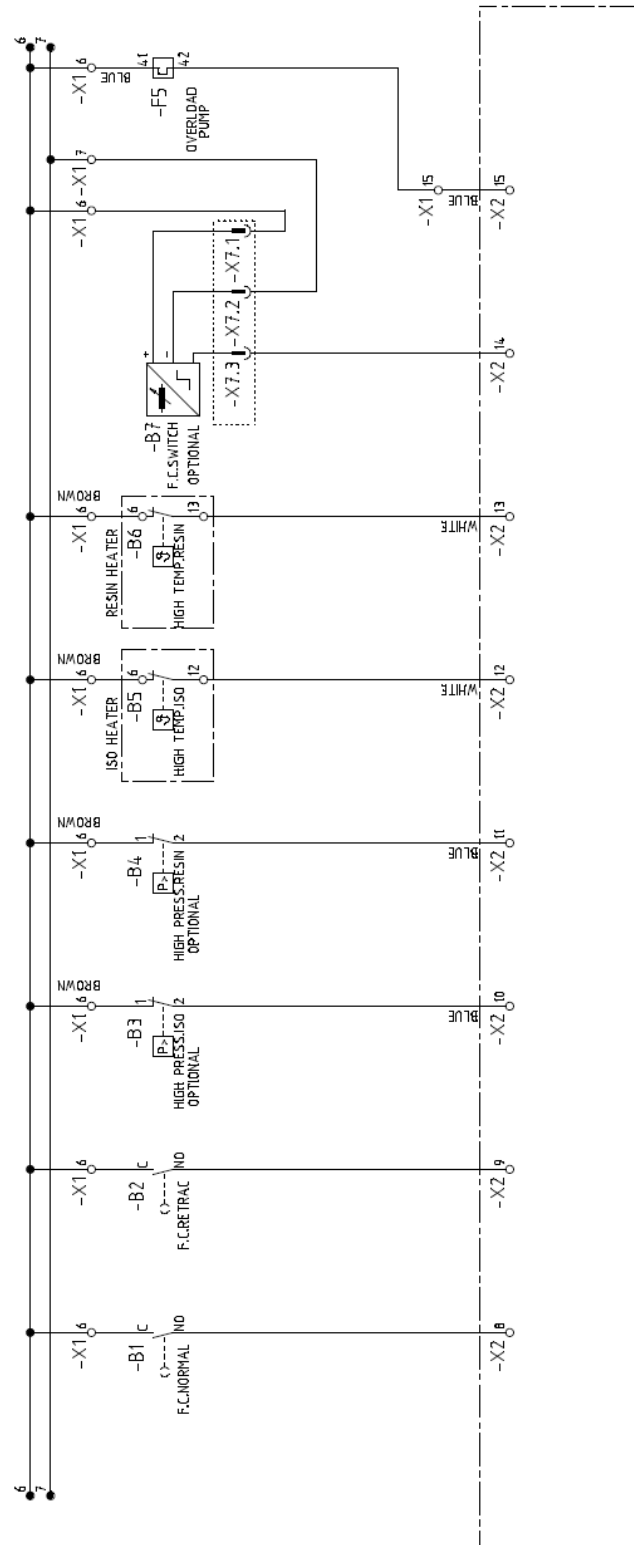 6
7
-X1 6
-B1
C
NO
F.C.NORMAL
-X2 8
-X1 6
-B2
C
NO
F.C.RETRAC
-X2 9
-X1 6
BROWN
-B3
1
P>
2
HIGH PRESS.ISO
OPTIONAL
BLUE
-X2 10
-X1 6
BROWN
-B4
1
P>
2
HIGH PRESS.RESIN
OPTIONAL
BLUE
-X2 11
-X1 6
BROWN
ISO HEATER
-B5
6
HIGH TEMP.ISO
12
WHITE
-X2 12
-X1 6
BROWN
RESIN HEATER
-B6
6
HIGH TEMP.RESIN
13
WHITE
-X2 13
-B7
F.C.SWITCH
OPTIONAL
+
-
-X7.3
-X7.2
-X7.1
-X2 14
-X1 6
-X1 7
-X1 6
BLUE
-F5
41
42
OVERLOAD
PUMP
-X1 15
BLUE
-X2 15
6
7